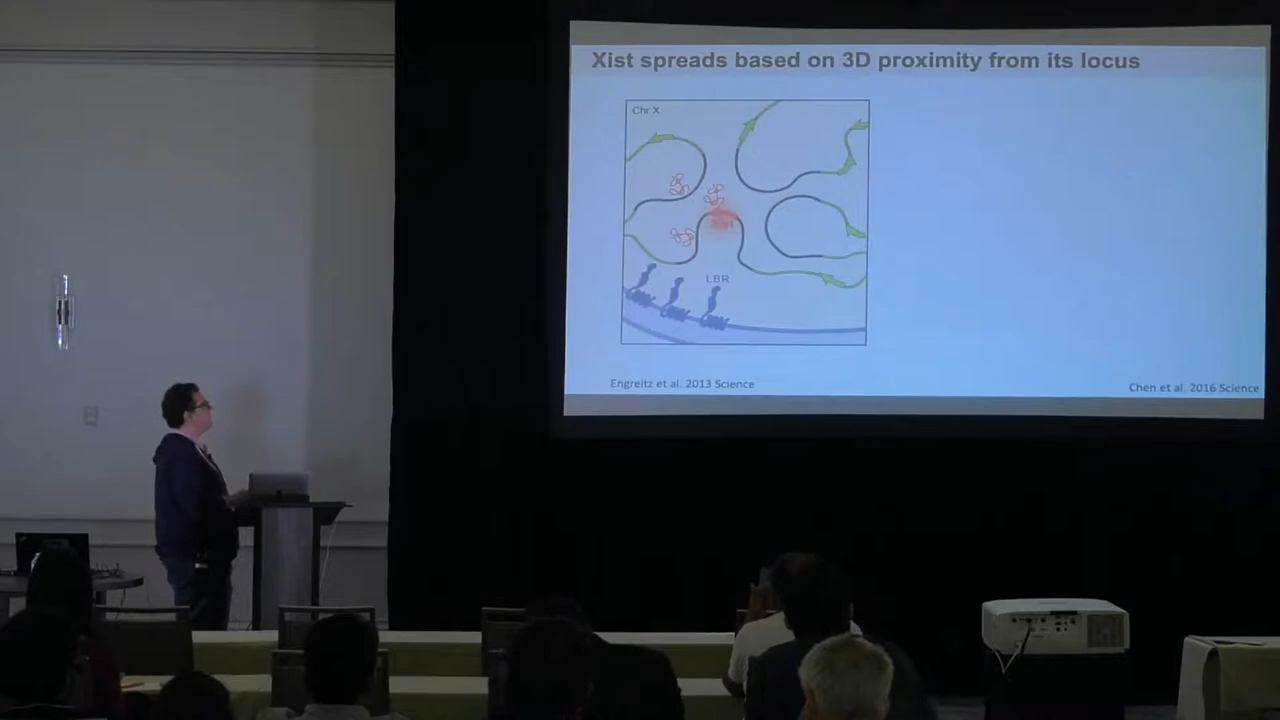 Xist spreads based on 3D proximity from its locus
Chr X
LBR
Engreitz et al. 2013 Science
Chen et al. 2016 Science